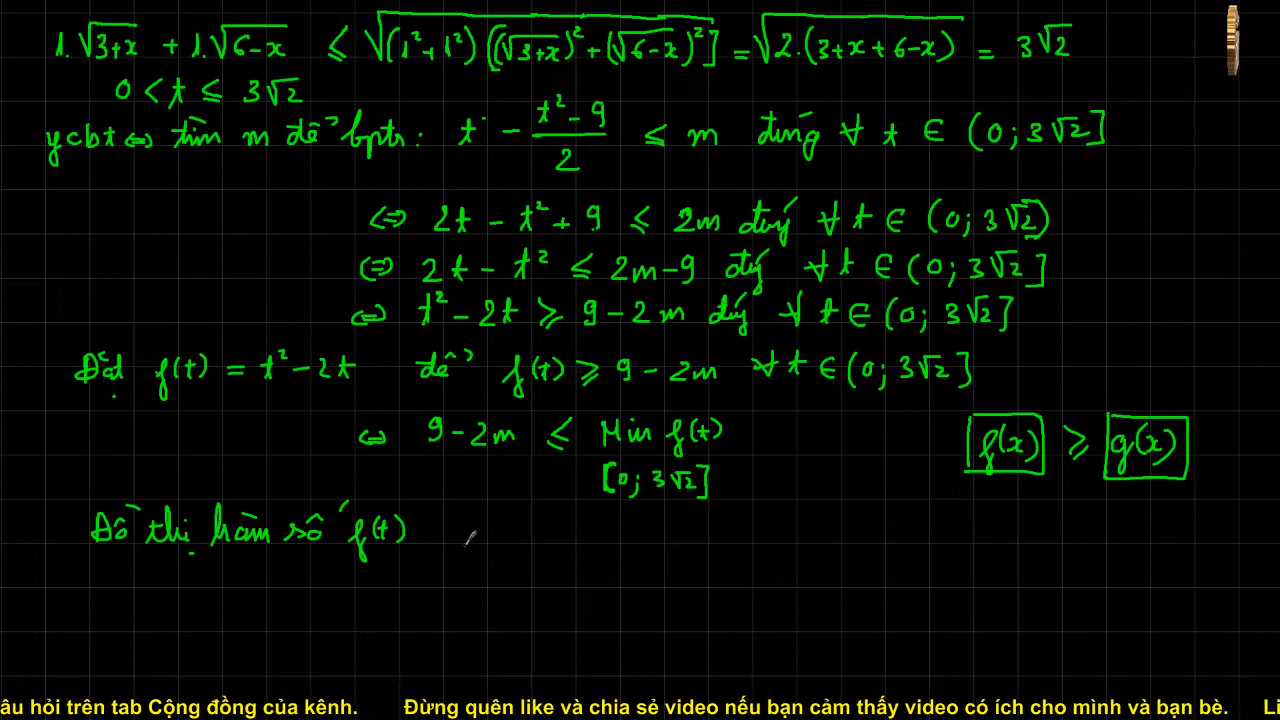 1.√(3+x) + 1.√(6-x) ≤ √((1²+1²)[(√(3+x))²+(√(6-x))²]) = √(2.(3+x+6-x)) = 3√2
0 < t ≤ 3√2
ycbt ⇔ tìm m để bptr: t - (t²-9)/2 ≤ m đúng ∀ t ∈ (0; 3√2]
⇔ 2t - t² + 9 ≤ 2m đúng ∀ t ∈ (0; 3√2)
⇔ 2t - t² ≤ 2m-9 đúng ∀ t ∈ (0; 3√2]
⇔ t² - 2t ≥ 9-2m đúng ∀ t ∈ (0; 3√2]
Đặt f(t) = t² - 2t để f(t) ≥ 9-2m ∀ t ∈ (0; 3√2]
⇔ 9-2m ≤ Min f(t) f(x) ≥ g(x)
[0; 3√2]
Đồ thị hàm số f(t)
âu hỏi trên tab Cộng đồng của kênh. Đừng quên like và chia sẻ video nếu bạn cảm thấy video có ích cho mình và bạn bè. Li